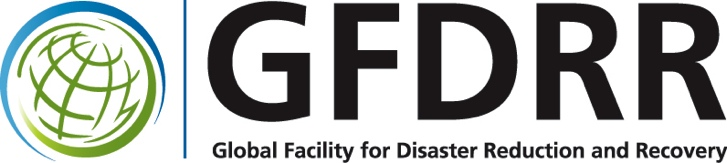 GFDRR
Global Facility for Disaster Reduction and Recovery